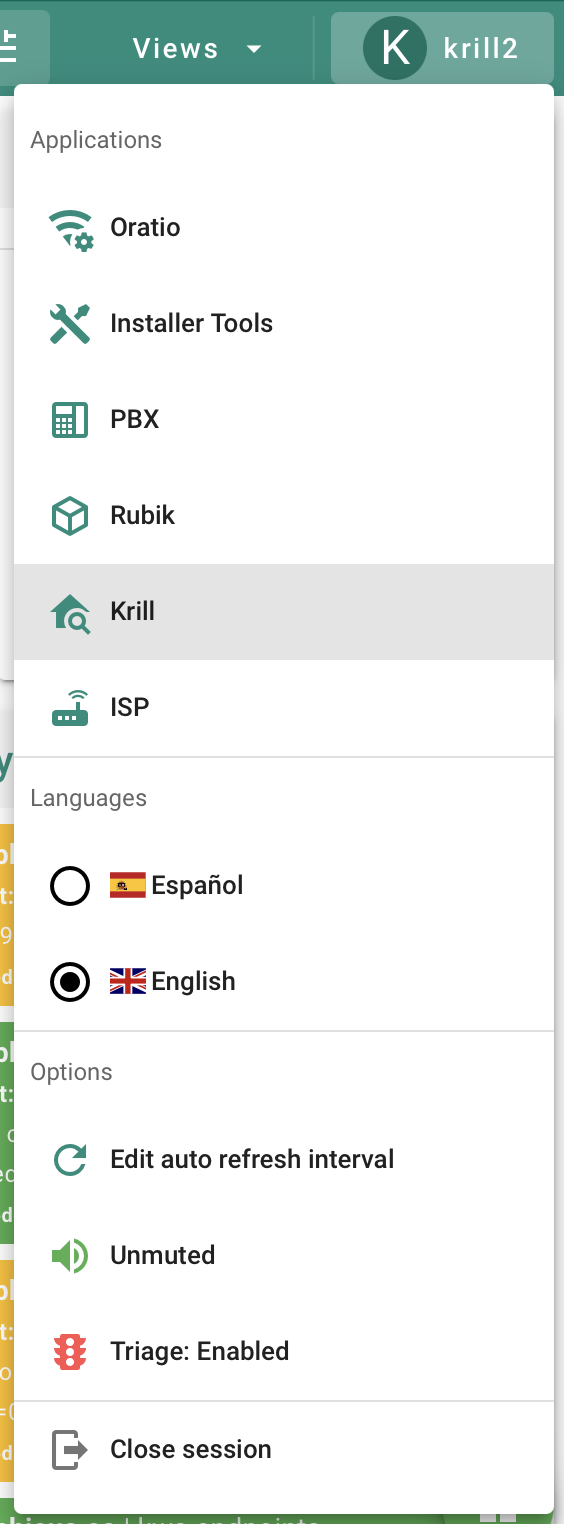 Views
K krill2
Applications
Oratio
Installer Tools
PBX
Rubik
Krill
ISP
Languages
Español
English
Options
Edit auto refresh interval
Unmuted
Triage: Enabled
Close session